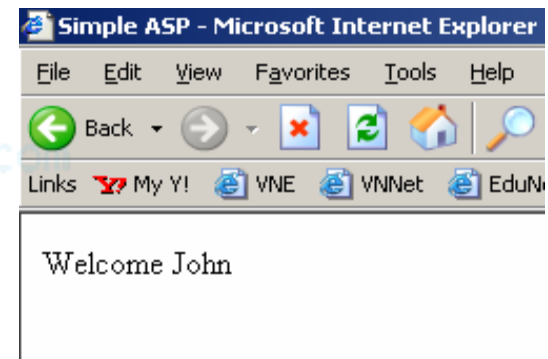 Simple ASP - Microsoft Internet Explorer
File Edit View Favorites Tools Help
Back
Links My Y! VNE VNNet
Welcome John